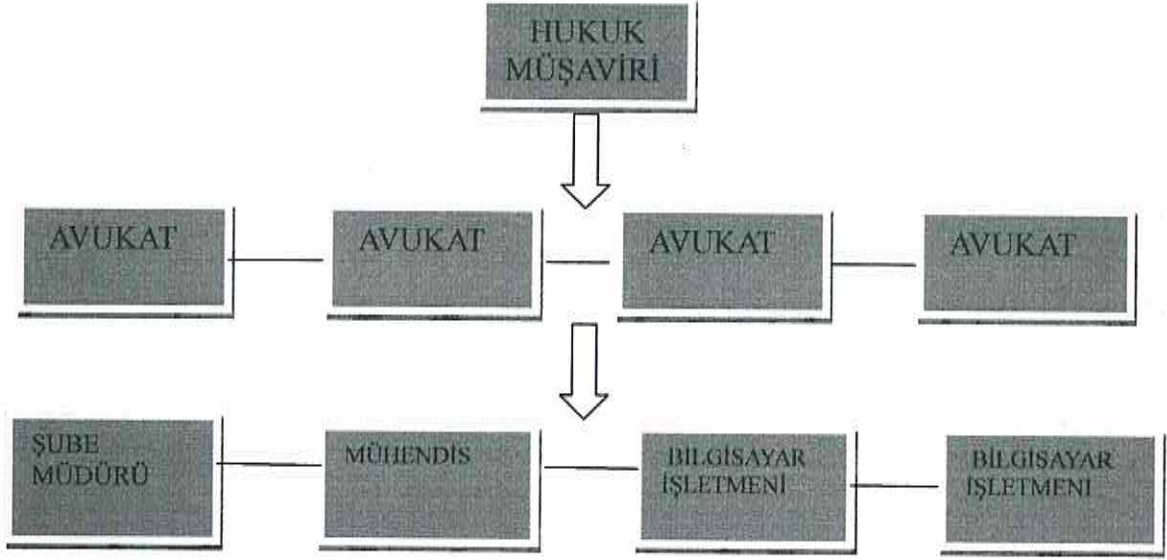 HUKUK
MÜŞAVİRİ
AVUKAT
AVUKAT
AVUKAT
AVUKAT
ŞUBE
MÜDÜRÜ
MÜHENDİS
BİLGİSAYAR
İŞLETMENİ
BİLGİSAYAR
İŞLETMENİ